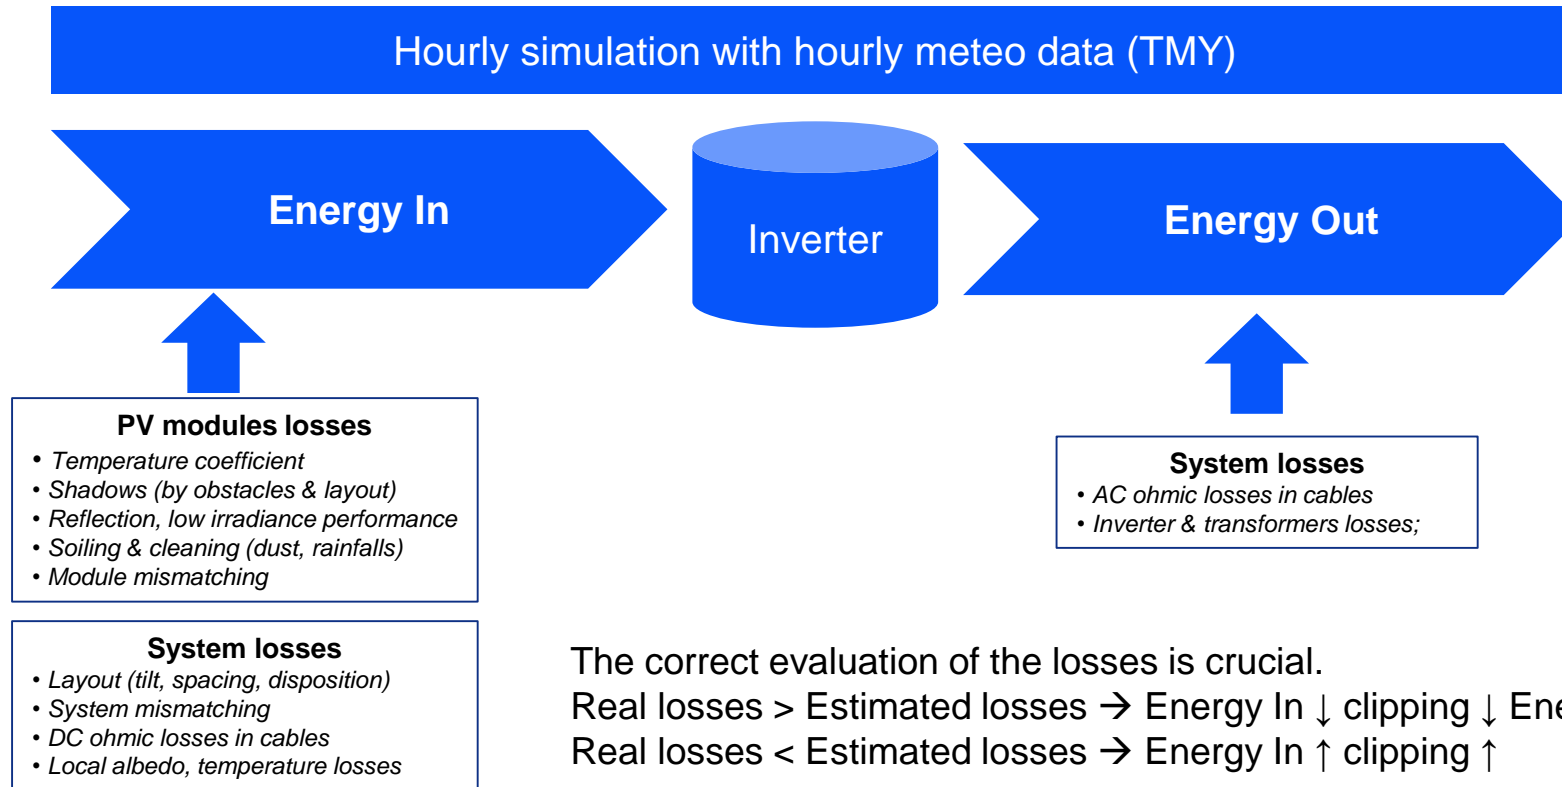 Hourly simulation with hourly meteo data (TMY)
Energy In
Inverter
Energy Out
PV modules losses
• Temperature coefficient
• Shadows (by obstacles & layout)
• Reflection, low irradiance performance
• Soiling & cleaning (dust, rainfalls)
• Module mismatching
System losses
• AC ohmic losses in cables
• Inverter & transformers losses;
System losses
• Layout (tilt, spacing, disposition)
• System mismatching
• DC ohmic losses in cables
• Local albedo, temperature losses
The correct evaluation of the losses is crucial.
Real losses > Estimated losses → Energy In ↓ clipping ↓
Real losses < Estimated losses → Energy In ↑ clipping ↑